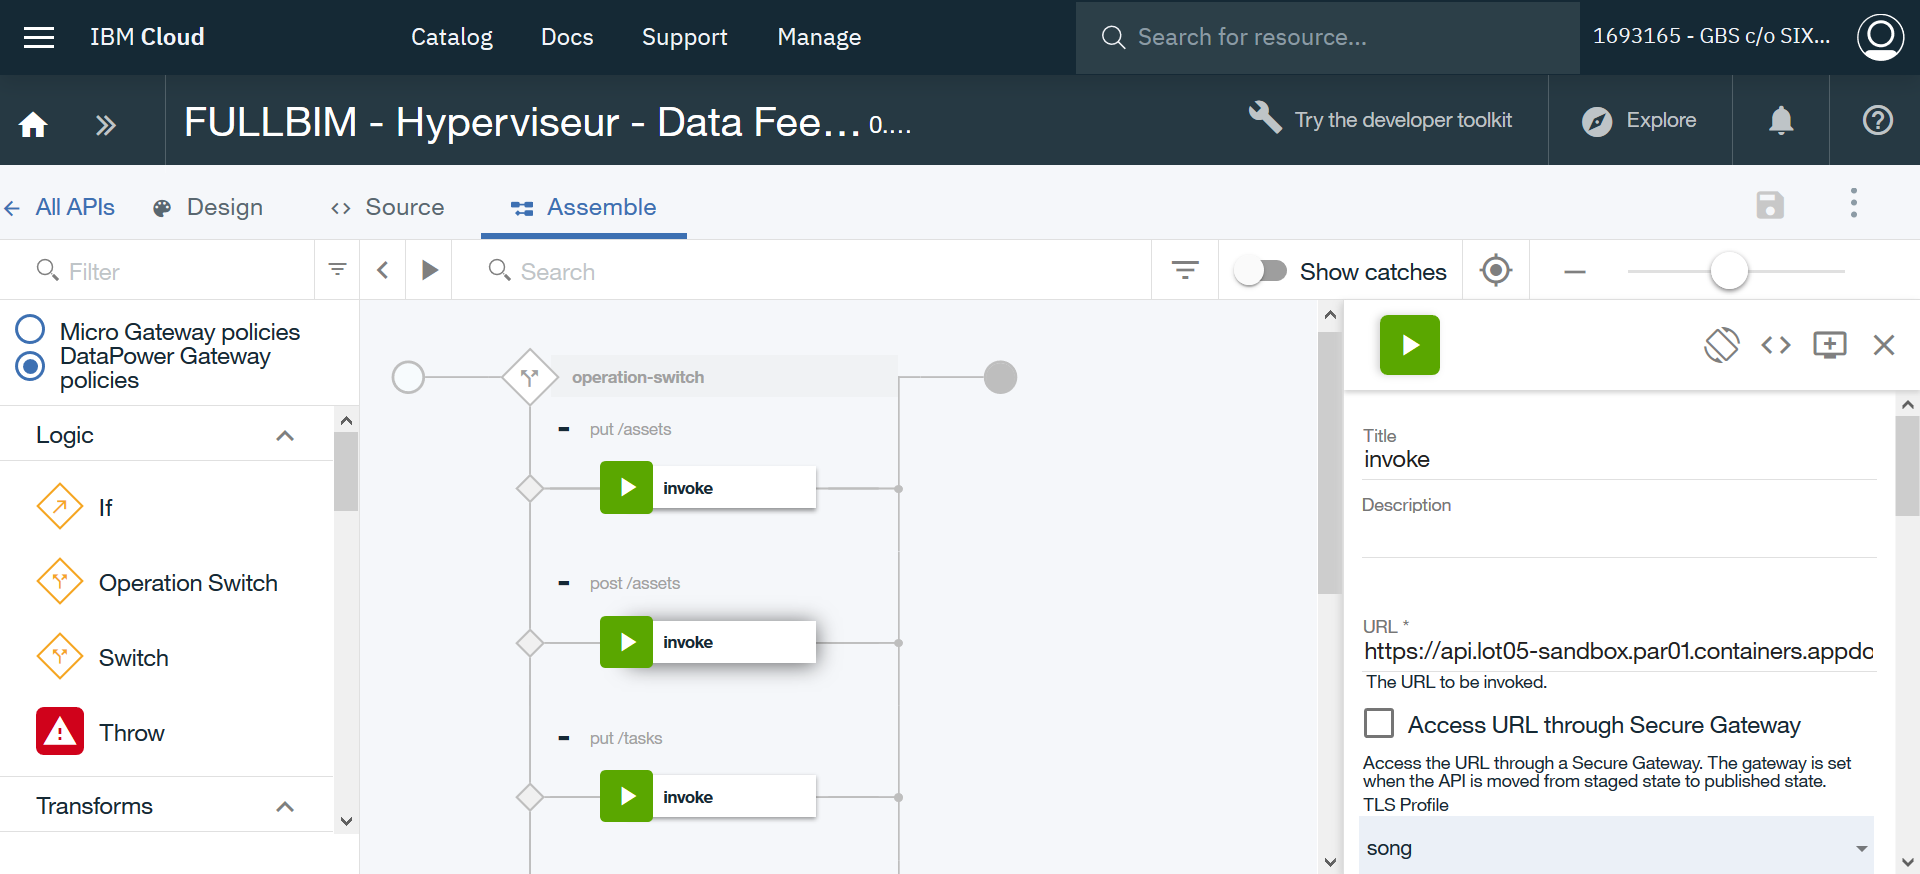 IBM Cloud
Catalog
Docs
Support
Manage
Search for resource...
1693165 - GBS c/o SIX...
FULLBIM - Hyperviseur - Data Fee... 0....
Try the developer toolkit
Explore
All APIs
Design
Source
Assemble
Filter
Search
Show catches
Micro Gateway policies
DataPower Gateway
policies
Logic
If
Operation Switch
Switch
Throw
Transforms
operation-switch
put /assets
invoke
post /assets
invoke
put /tasks
invoke
Title
invoke
Description
URL *
https://api.lot05-sandbox.par01.containers.appdo
The URL to be invoked.
Access URL through Secure Gateway
Access the URL through a Secure Gateway. The gateway is set
when the API is moved from staged state to published state.
TLS Profile
song